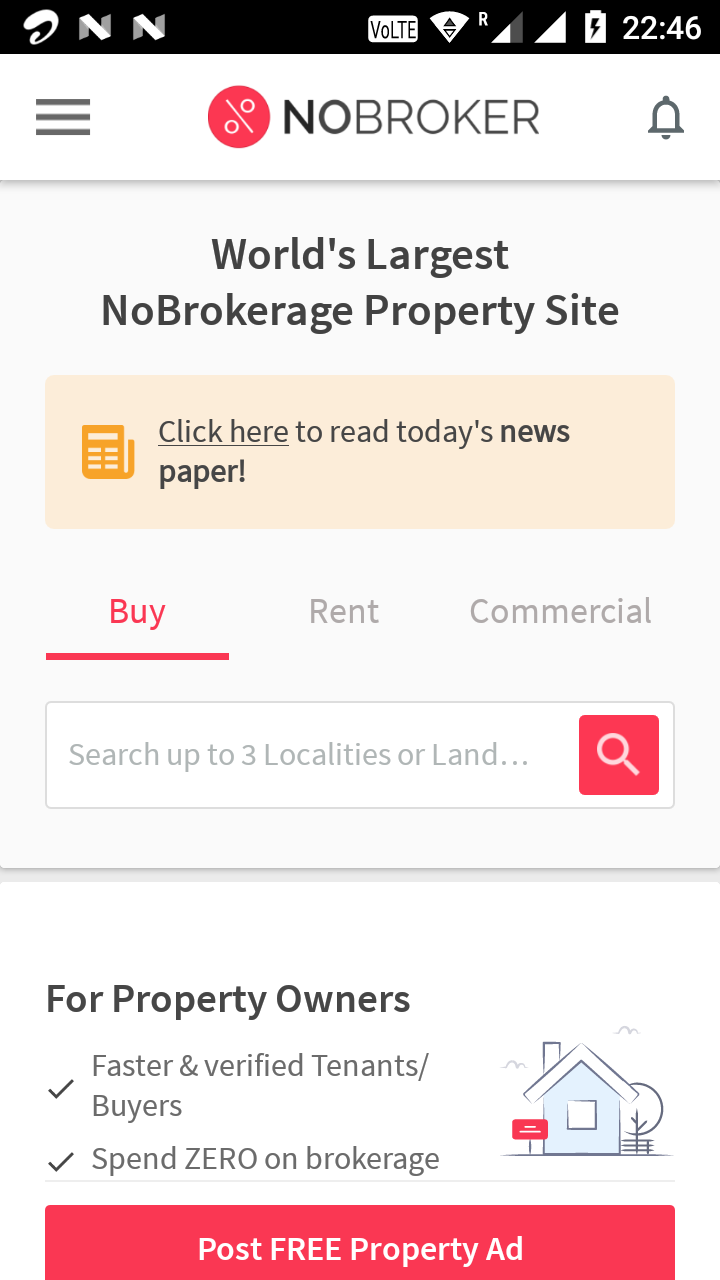 VoLTE R 22:46
NOBROKER
World's Largest
NoBrokerage Property Site
Click here to read today's news
paper!
Buy Rent Commercial
Search up to 3 Localities or Land...
For Property Owners
Faster & verified Tenants/
Buyers
Spend ZERO on brokerage
Post FREE Property Ad